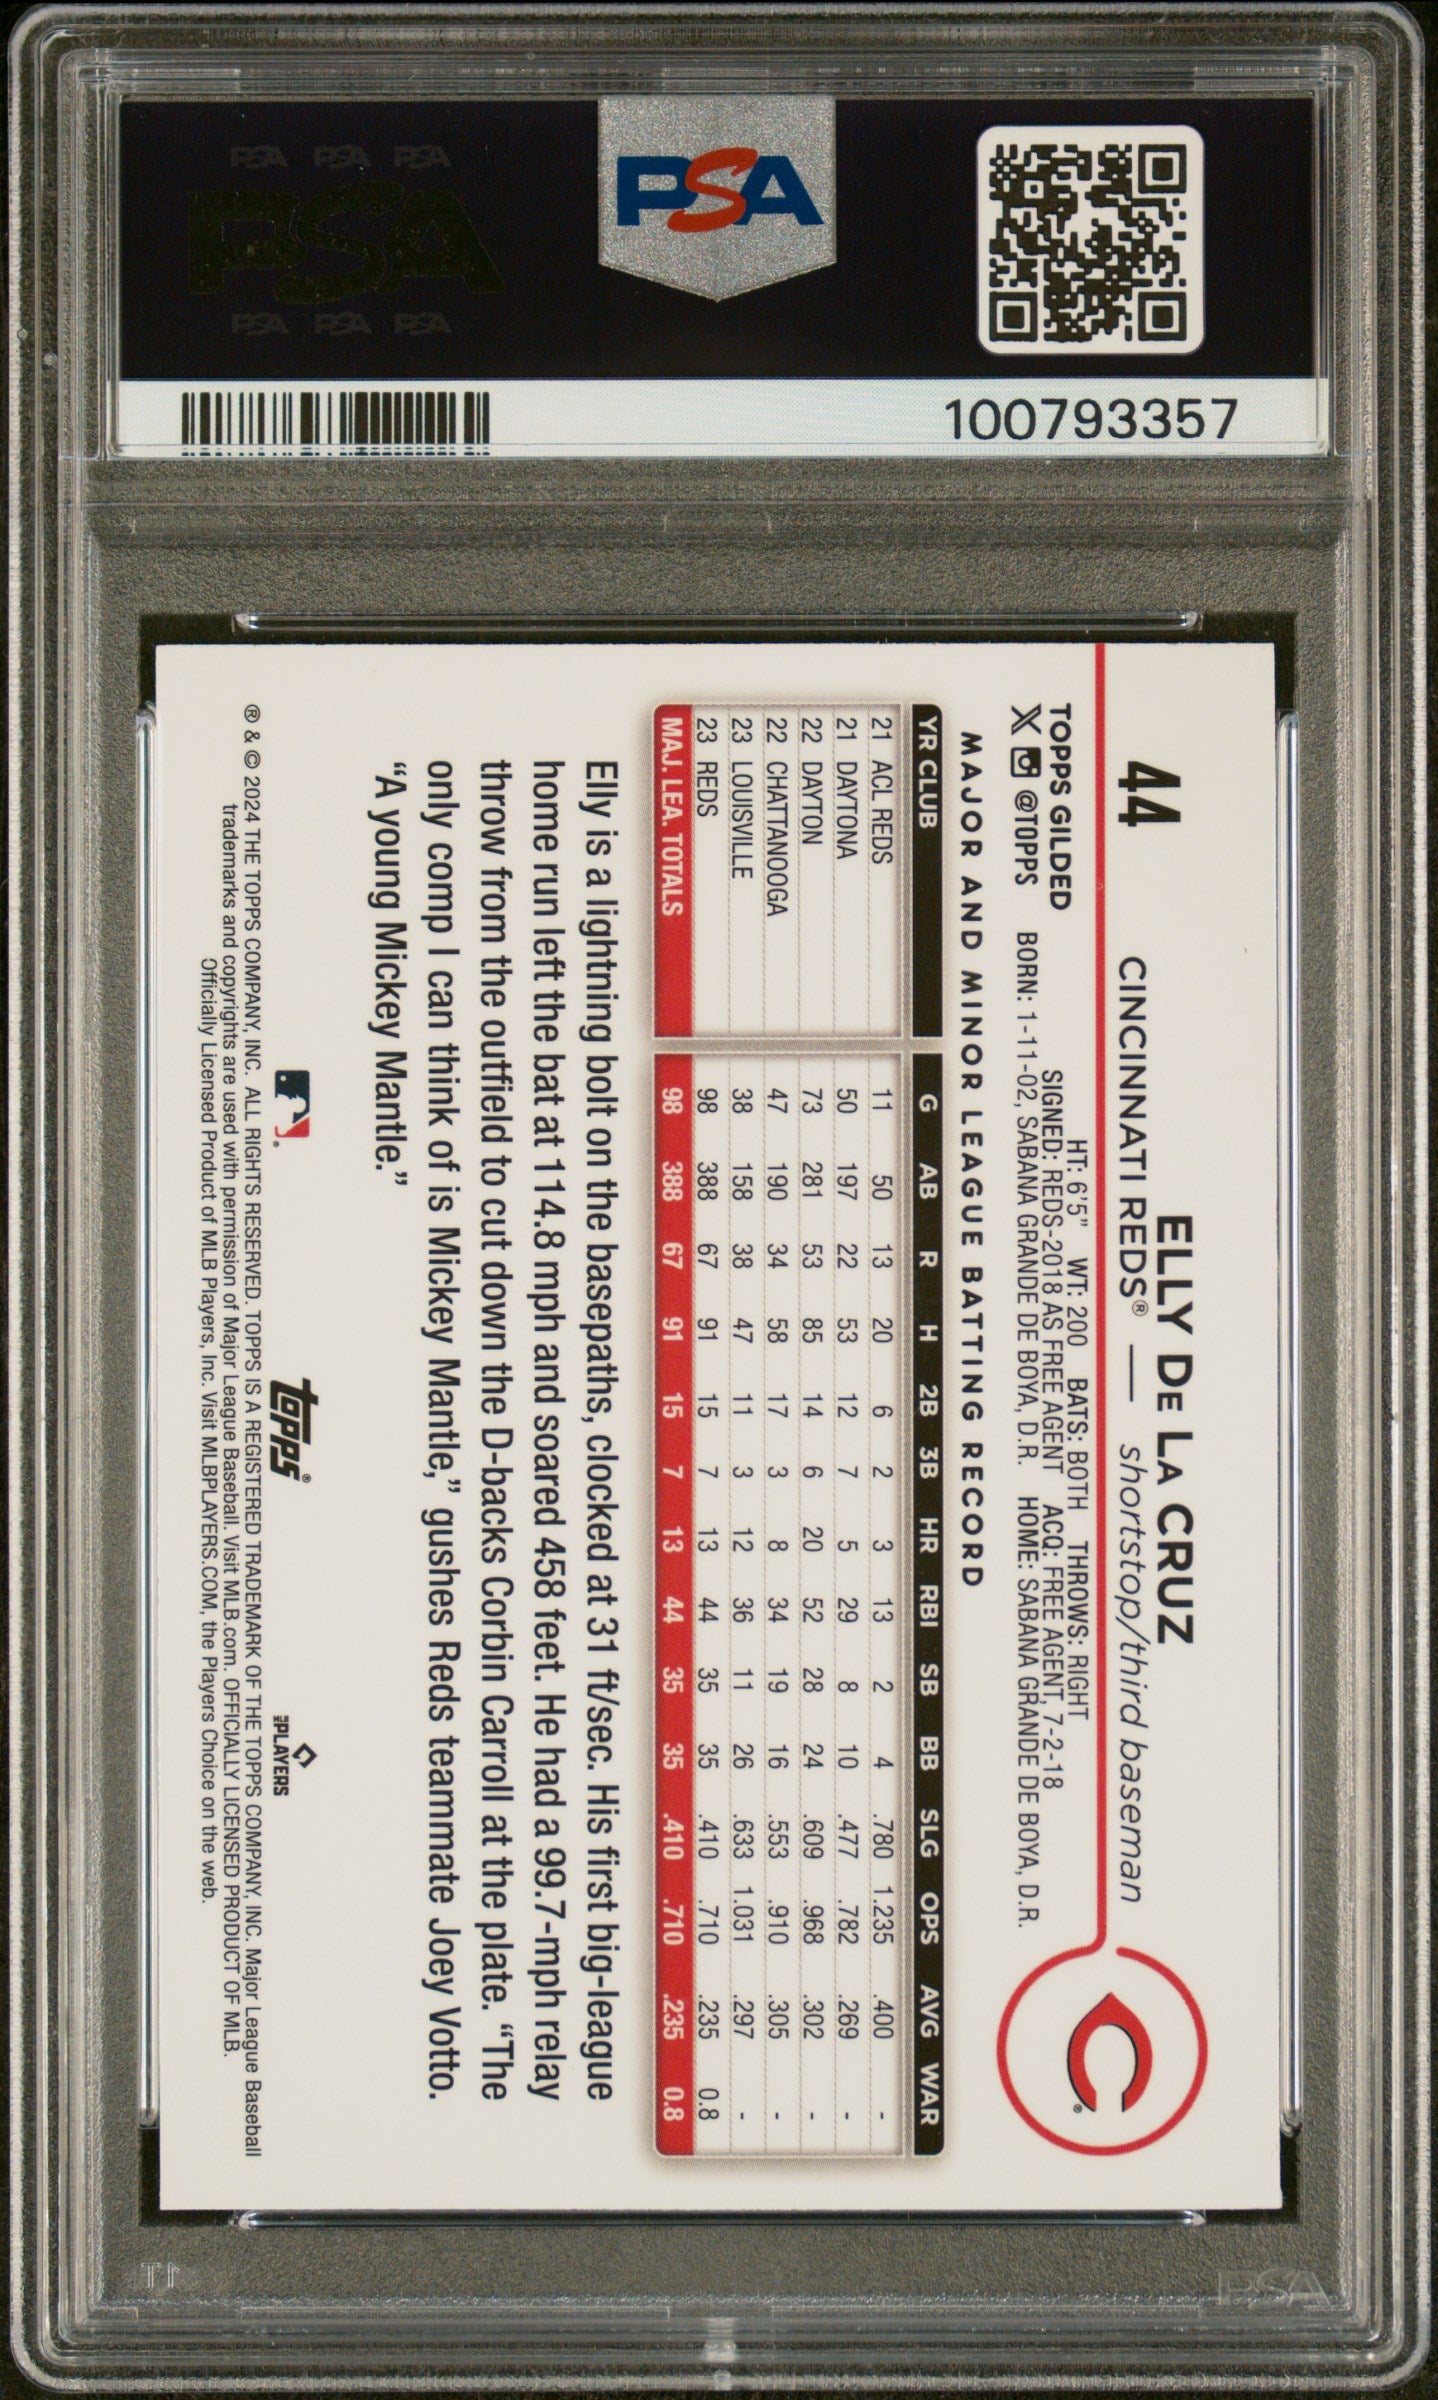 PSA PSA PSA
PSA
PSA PSA PSA
PSA
100793357
44
ELLY De LA CRUZ
CINCINNATI REDS® — shortstop/third baseman
TOPPS GILDED
HT: 6'5" WT: 200 BATS: BOTH THROWS: RIGHT
SIGNED: REDS-2018 AS FREE AGENT ACQ: FREE AGENT, 7-2-18
@TOPPS BORN: 1-11-02, SABANA GRANDE DE BOYA, D.R. HOME: SABANA GRANDE DE BOYA, D.R.
MAJOR AND MINOR LEAGUE BATTING RECORD
YR CLUB G AB R H 2B 3B HR RBI SB BB SLG OPS AVG WAR
21 ACL REDS 11 50 13 20 6 2 3 13 2 4 .780 1.235 .400 -
21 DAYTONA 50 197 22 53 12 7 5 29 8 10 .477 .782 .269 -
22 DAYTON 73 281 53 85 14 6 20 52 28 24 .609 .968 .302 -
22 CHATTANOOGA 47 190 34 58 17 3 8 34 19 16 .553 .910 .305 -
23 LOUISVILLE 38 158 38 47 11 3 12 36 11 26 .633 1.031 .297 -
23 REDS 98 388 67 91 15 7 13 44 35 35 .410 .710 .235 0.8
MAJ. LEA. TOTALS 98 388 67 91 15 7 13 44 35 35 .410 .710 .235 0.8
Elly is a lightning bolt on the basepaths, clocked at 31 ft/sec. His first big-league
home run left the bat at 114.8 mph and soared 458 feet. He had a 99.7-mph relay
throw from the outfield to cut down the D-backs Corbin Carroll at the plate. “The
only comp I can think of is Mickey Mantle,” gushes Reds teammate Joey Votto.
“A young Mickey Mantle.”
topps®
MLB PLAYERS
® & © 2024 THE TOPPS COMPANY, INC. ALL RIGHTS RESERVED. TOPPS IS A REGISTERED TRADEMARK OF THE TOPPS COMPANY, INC. Major League Baseball
trademarks and copyrights are used with permission of Major League Baseball. Visit MLB.com. OFFICIALLY LICENSED PRODUCT OF MLB.
Officially Licensed Product of MLB Players, Inc. Visit MLBPLAYERS.COM, the Players Choice on the web.
PSA